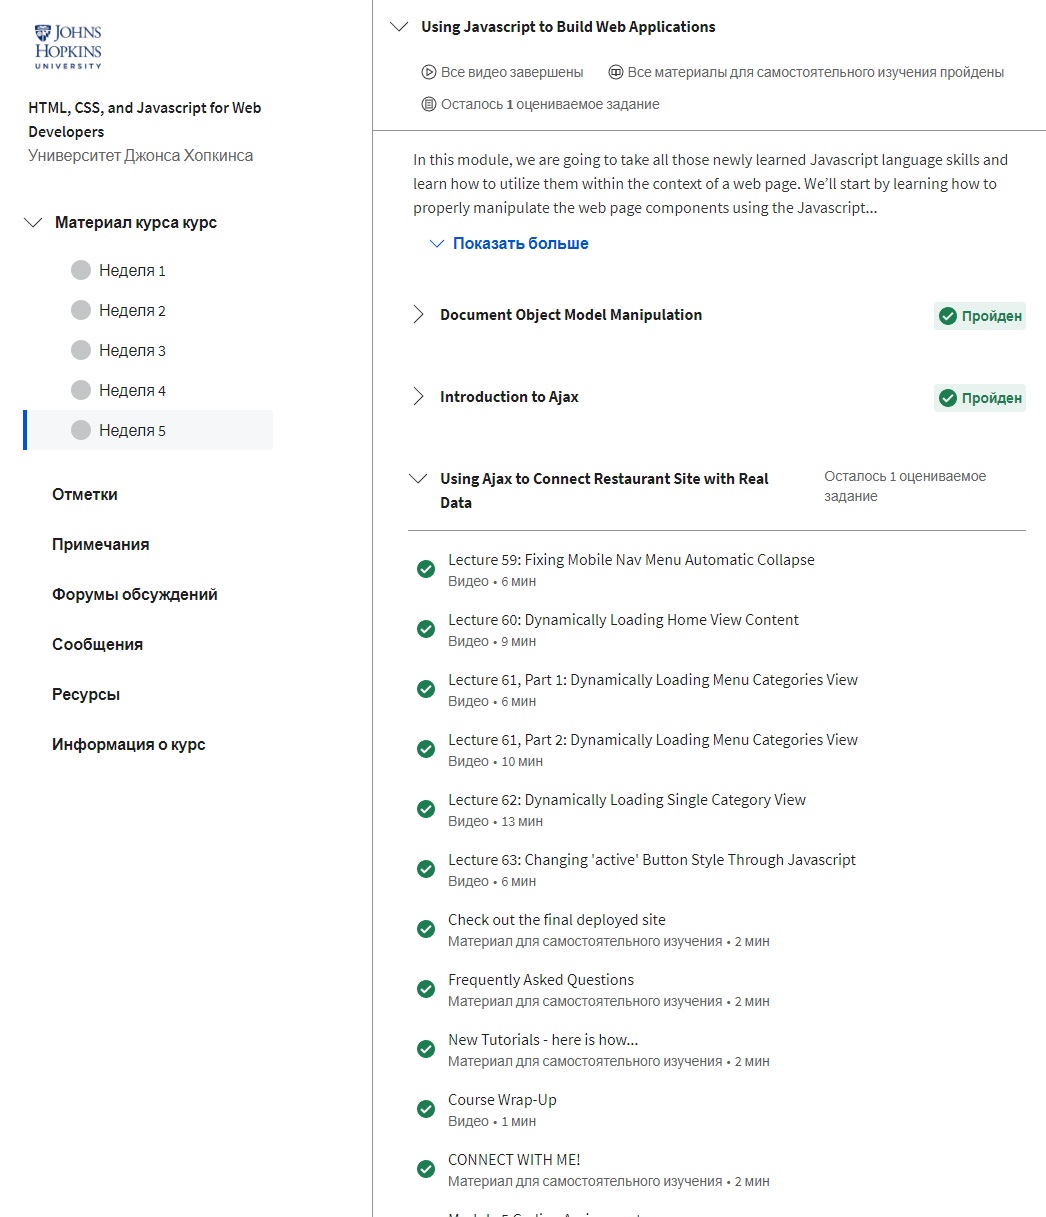 JOHNS
HOPKINS
UNIVERSITY
HTML, CSS, and Javascript for Web
Developers
Университет Джонса Хопкинса
Материал курса курс
Неделя 1
Неделя 2
Неделя 3
Неделя 4
Неделя 5
Отметки
Примечания
Форумы обсуждений
Сообщения
Ресурсы
Информация о курс
Using Javascript to Build Web Applications
Все видео завершены
Все материалы для самостоятельного изучения пройдены
Осталось 1 оцениваемое задание
In this module, we are going to take all those newly learned Javascript language skills and
learn how to utilize them within the context of a web page. We’ll start by learning how to
properly manipulate the web page components using the Javascript...
Показать больше
Document Object Model Manipulation
Пройден
Introduction to Ajax
Пройден
Using Ajax to Connect Restaurant Site with Real
Data
Осталось 1 оцениваемое
задание
Lecture 59: Fixing Mobile Nav Menu Automatic Collapse
Видео • 6 мин
Lecture 60: Dynamically Loading Home View Content
Видео • 9 мин
Lecture 61, Part 1: Dynamically Loading Menu Categories View
Видео • 6 мин
Lecture 61, Part 2: Dynamically Loading Menu Categories View
Видео • 10 мин
Lecture 62: Dynamically Loading Single Category View
Видео • 13 мин
Lecture 63: Changing 'active' Button Style Through Javascript
Видео • 6 мин
Check out the final deployed site
Материал для самостоятельного изучения • 2 мин
Frequently Asked Questions
Материал для самостоятельного изучения • 2 мин
New Tutorials - here is how...
Материал для самостоятельного изучения • 2 мин
Course Wrap-Up
Видео • 1 мин
CONNECT WITH ME!
Материал для самостоятельного изучения • 2 мин